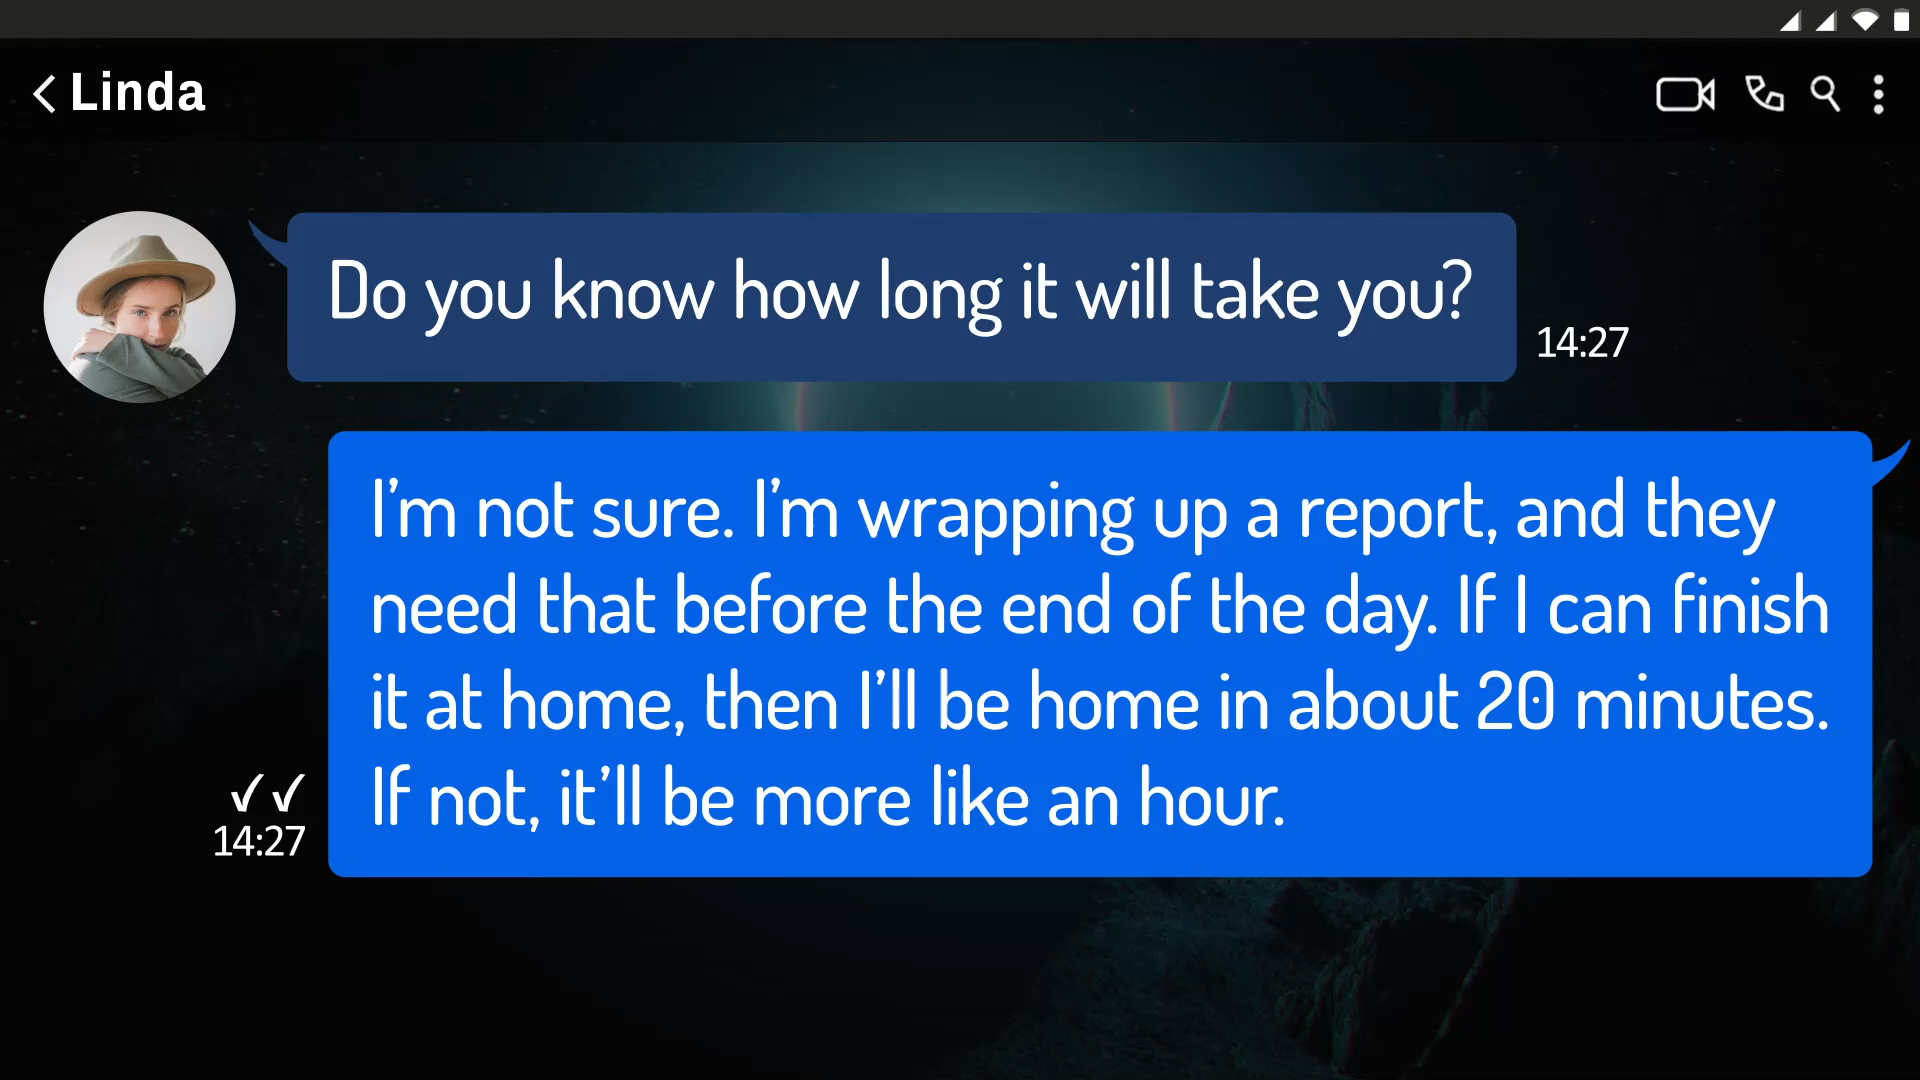 Linda
Do you know how long it will take you?
14:27
I’m not sure. I’m wrapping up a report, and they
need that before the end of the day. If I can finish
it at home, then I’ll be home in about 20 minutes.
If not, it’ll be more like an hour.
14:27